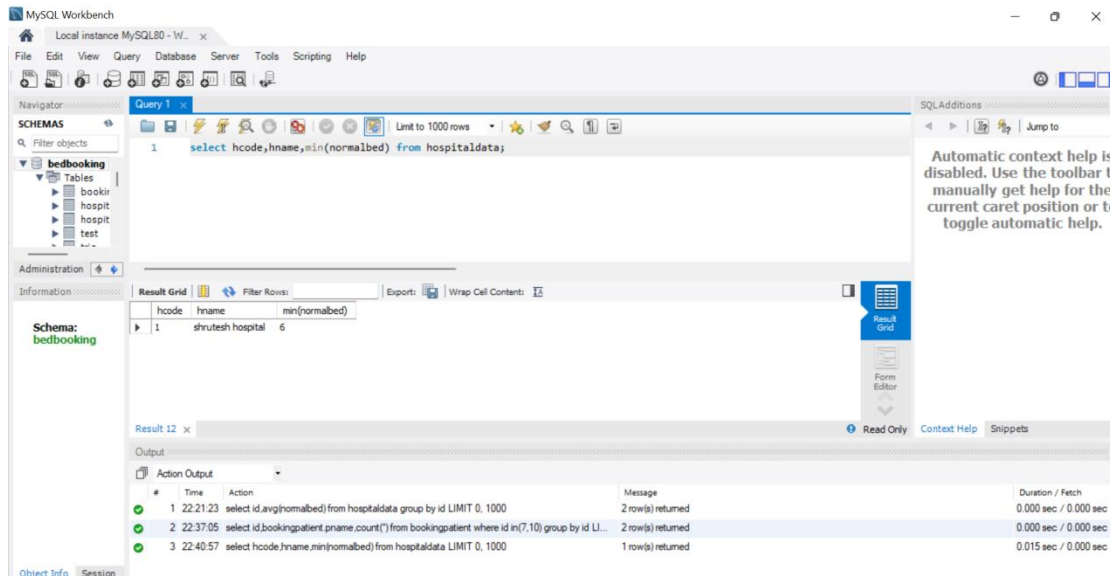 MySQL Workbench
Local instance MySQL80 - W... ×
File Edit View Query Database Server Tools Scripting Help
Navigator
SCHEMAS
Filter objects
bedbooking
Tables
bookir
hospit
hospit
test
Administration
Information
Schema:
bedbooking
Object Info Session
Query 1 ×
Limit to 1000 rows
1 select hcode,hname,min(normalbed) from hospitaldata;
Result Grid Filter Rows: Export: Wrap Cell Content:
hcode hname min(normalbed)
1 shrutesh hospital 6
Result Grid
Form Editor
Result 12 × Read Only
SQLAdditions
Jump to
Automatic context help is
disabled. Use the toolbar t
manually get help for the
current caret position or t
toggle automatic help.
Context Help Snippets
Output
Action Output
# Time Action Message Duration / Fetch
1 22:21:23 select id,avg(normalbed) from hospitaldata group by id LIMIT 0, 1000 2 row(s) returned 0.000 sec / 0.000 sec
2 22:37:05 select id,bookingpatient.pname,count(*) from bookingpatient where id in(7,10) group by id LI... 2 row(s) returned 0.000 sec / 0.000 sec
3 22:40:57 select hcode,hname,min(normalbed) from hospitaldata LIMIT 0, 1000 1 row(s) returned 0.015 sec / 0.000 sec